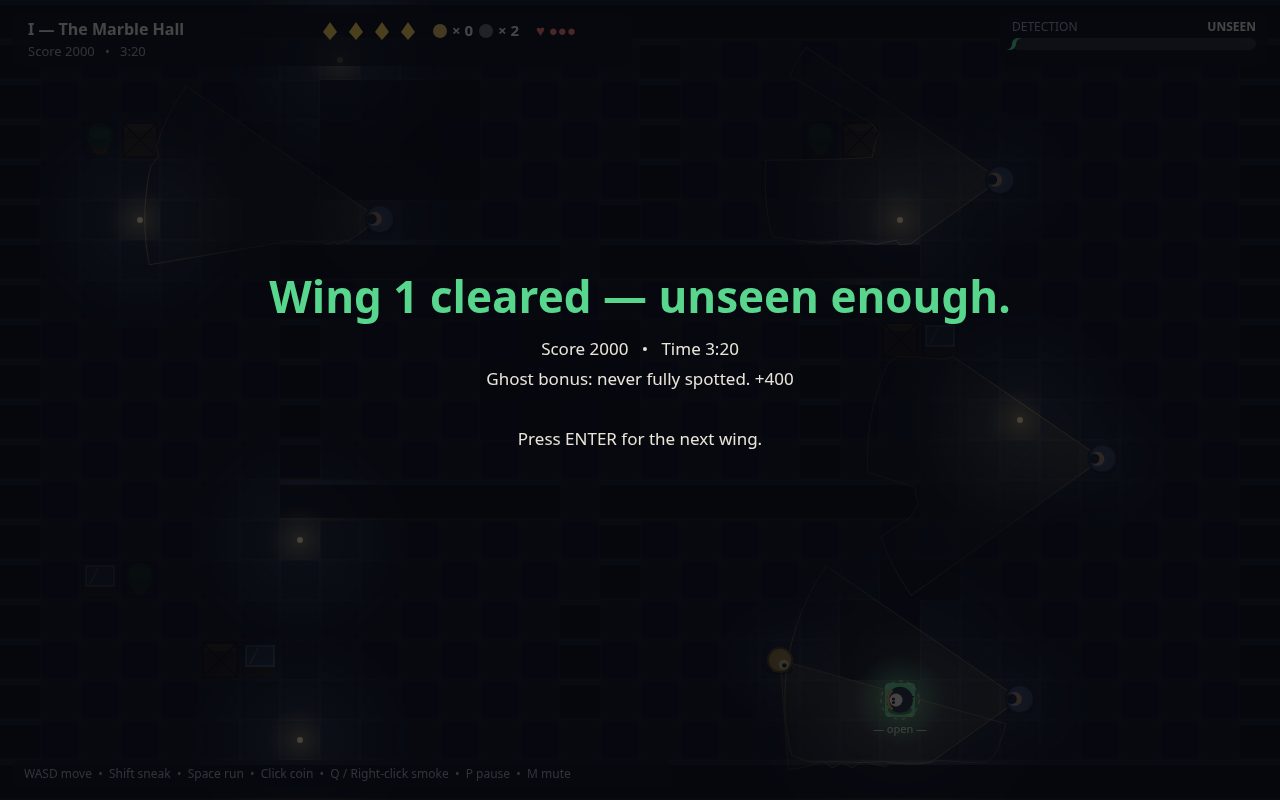 I — The Marble Hall
Score 2000 • 3:20
× 0 × 2
DETECTION UNSEEN
Wing 1 cleared — unseen enough.
Score 2000 • Time 3:20
Ghost bonus: never fully spotted. +400
Press ENTER for the next wing.
— open —
WASD move • Shift sneak • Space run • Click coin • Q / Right-click smoke • P pause • M mute